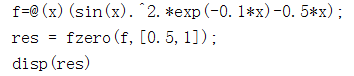 f=@(x)(sin(x).^2.*exp(-0.1*x)-0.5*x);
res = fzero(f,[0.5,1]);
disp(res)